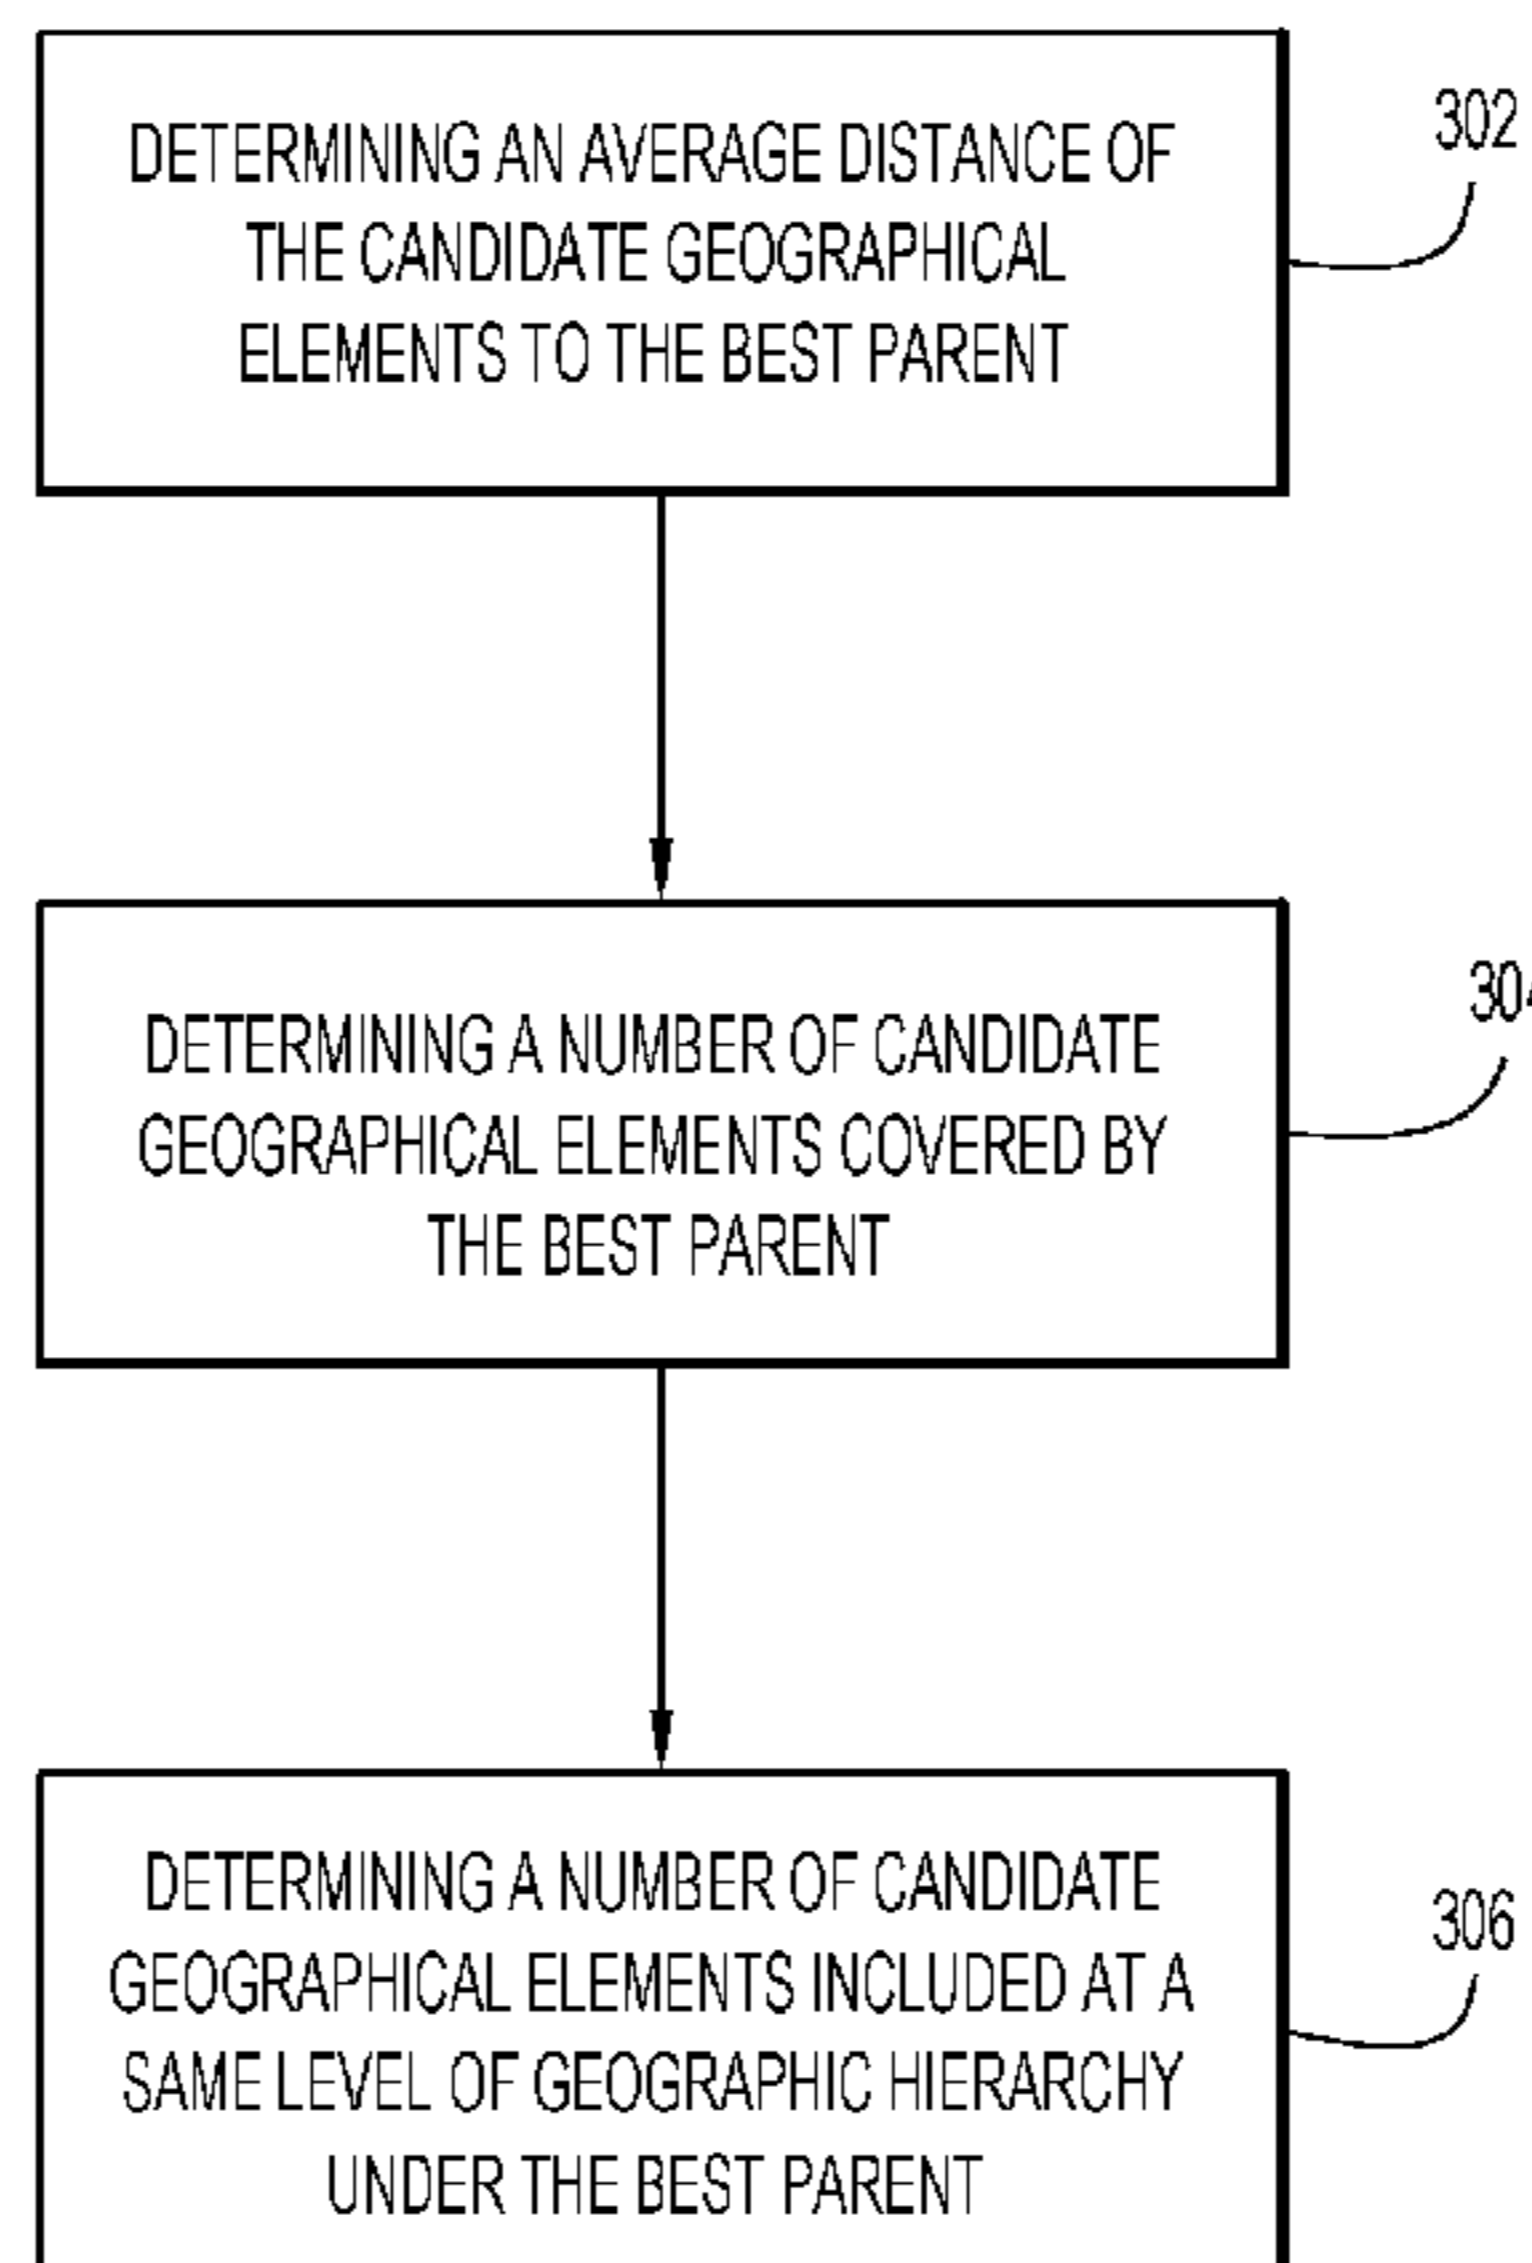 DETERMINING AN AVERAGE DISTANCE OF
THE CANDIDATE GEOGRAPHICAL
ELEMENTS TO THE BEST PARENT
302
DETERMINING A NUMBER OF CANDIDATE
GEOGRAPHICAL ELEMENTS COVERED BY
THE BEST PARENT
304
DETERMINING A NUMBER OF CANDIDATE
GEOGRAPHICAL ELEMENTS INCLUDED AT A
SAME LEVEL OF GEOGRAPHIC HIERARCHY
UNDER THE BEST PARENT
306